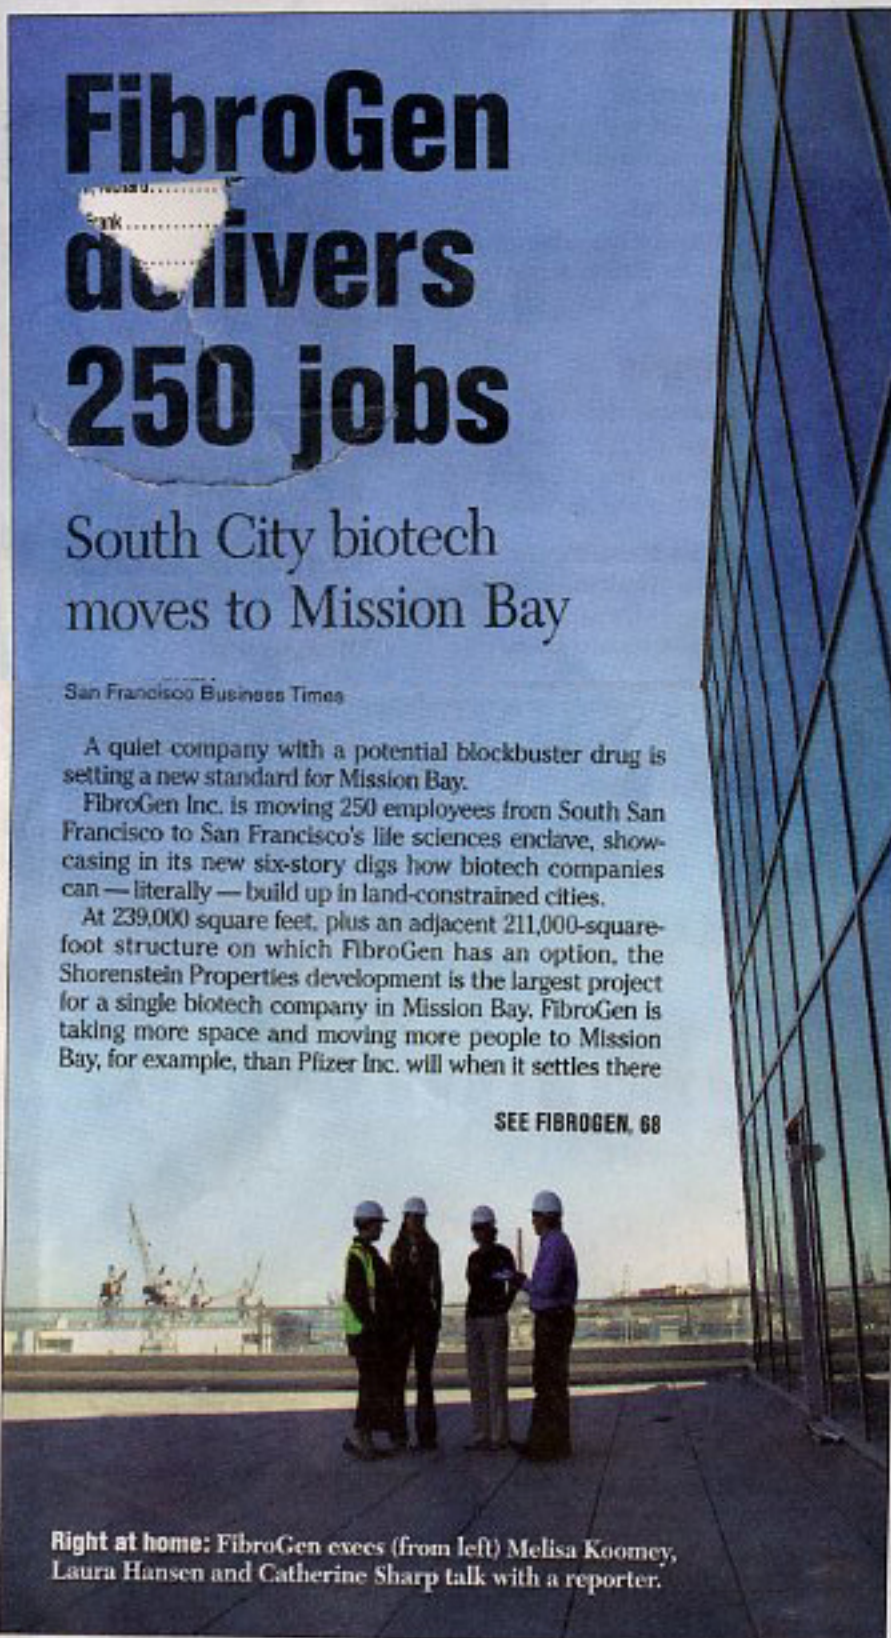 FibroGen
delivers
250 jobs
South City biotech
moves to Mission Bay
San Francisco Business Times
A quiet company with a potential blockbuster drug is
setting a new standard for Mission Bay.
FibroGen Inc. is moving 250 employees from South San
Francisco to San Francisco's life sciences enclave, show-
casing in its new six-story digs how biotech companies
can — literally — build up in land-constrained cities.
At 239,000 square feet, plus an adjacent 211,000-square-
foot structure on which FibroGen has an option, the
Shorenstein Properties development is the largest project
for a single biotech company in Mission Bay. FibroGen is
taking more space and moving more people to Mission
Bay, for example, than Pfizer Inc. will when it settles there
SEE FIBROGEN, 68
Right at home: FibroGen execs (from left) Melisa Koomey,
Laura Hansen and Catherine Sharp talk with a reporter.